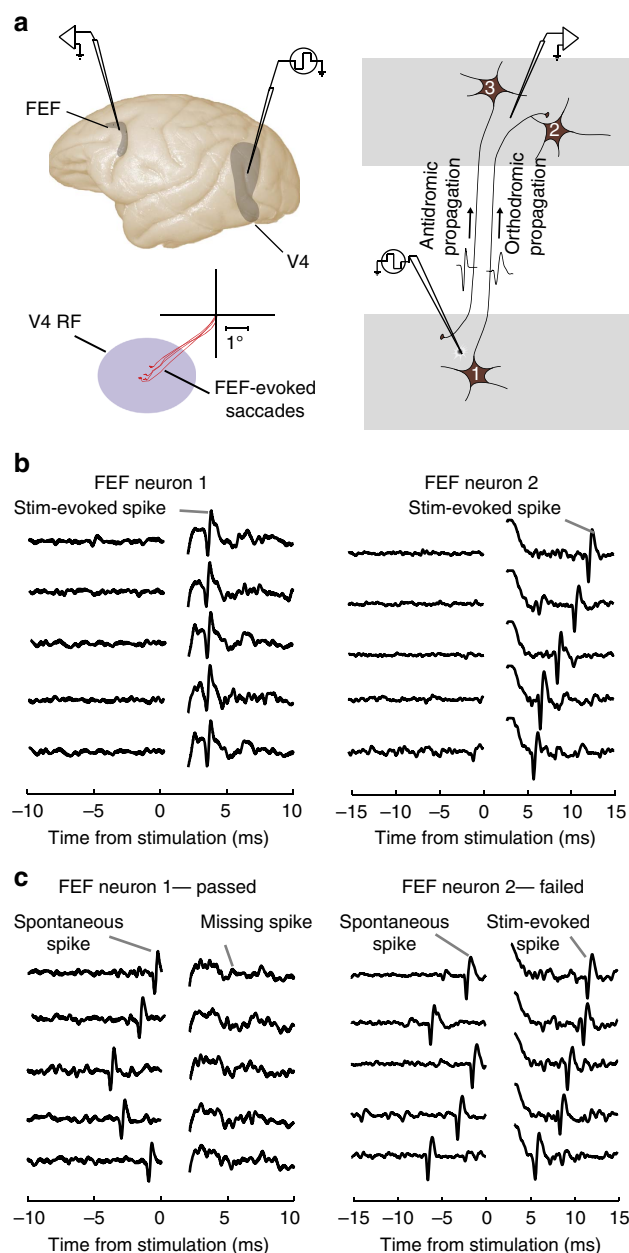 a
FEF
V4
V4 RF
1°
FEF-evoked
saccades
3
2
Antidromic
propagation
Orthodromic
propagation
1
b
FEF neuron 1
Stim-evoked spike
FEF neuron 2
Stim-evoked spike
−10 −5 0 5 10
Time from stimulation (ms)
−15 −10 −5 0 5 10 15
Time from stimulation (ms)
c
FEF neuron 1— passed
Spontaneous
spike
Missing spike
FEF neuron 2— failed
Spontaneous
spike
Stim-evoked
spike
−10 −5 0 5 10
Time from stimulation (ms)
−15 −10 −5 0 5 10 15
Time from stimulation (ms)